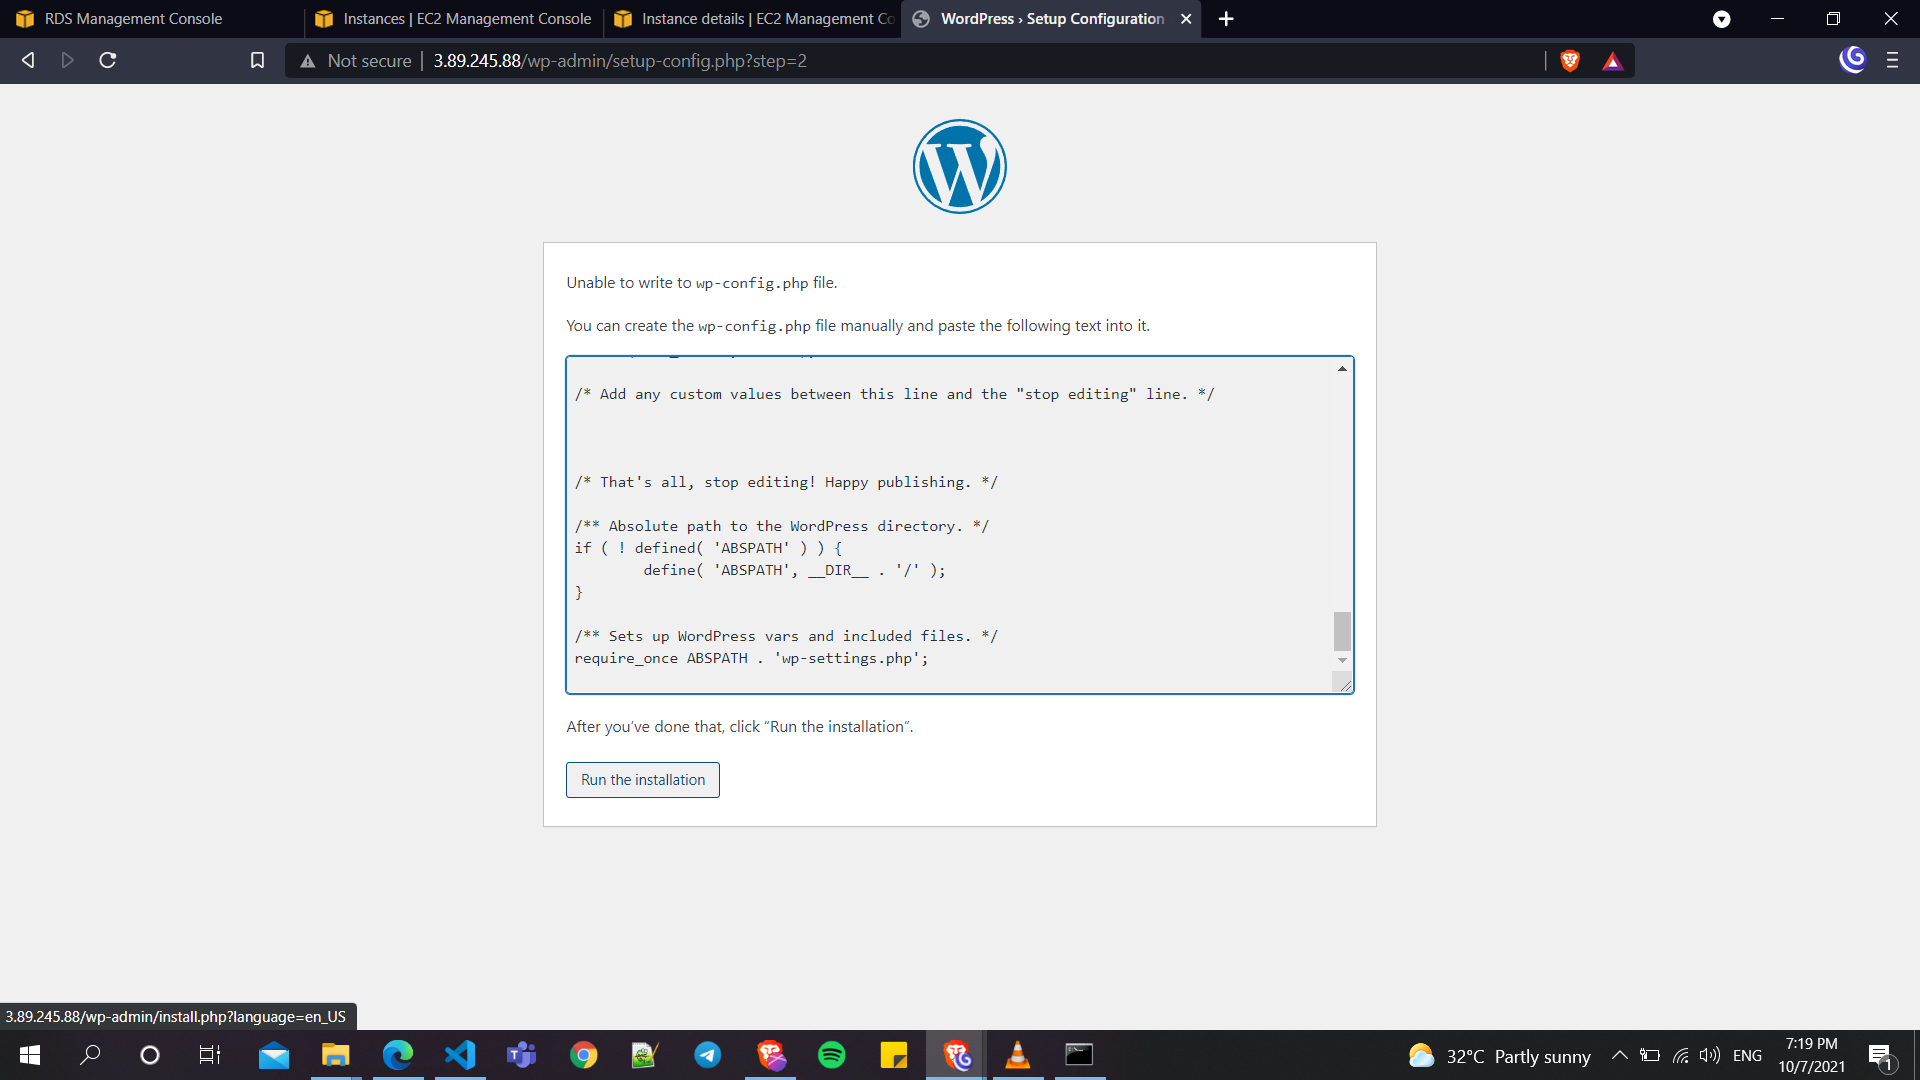 RDS Management Console
Instances | EC2 Management Console
Instance details | EC2 Management Co
WordPress › Setup Configuration
Not secure
3.89.245.88/wp-admin/setup-config.php?step=2
Unable to write to wp-config.php file.
You can create the wp-config.php file manually and paste the following text into it.
/* Add any custom values between this line and the "stop editing" line. */
/* That's all, stop editing! Happy publishing. */
/** Absolute path to the WordPress directory. */
if ( ! defined( 'ABSPATH' ) ) {
define( 'ABSPATH', __DIR__ . '/' );
}
/** Sets up WordPress vars and included files. */
require_once ABSPATH . 'wp-settings.php';
After you’ve done that, click “Run the installation”.
Run the installation
3.89.245.88/wp-admin/install.php?language=en_US
32°C Partly sunny
ENG
7:19 PM
10/7/2021
1